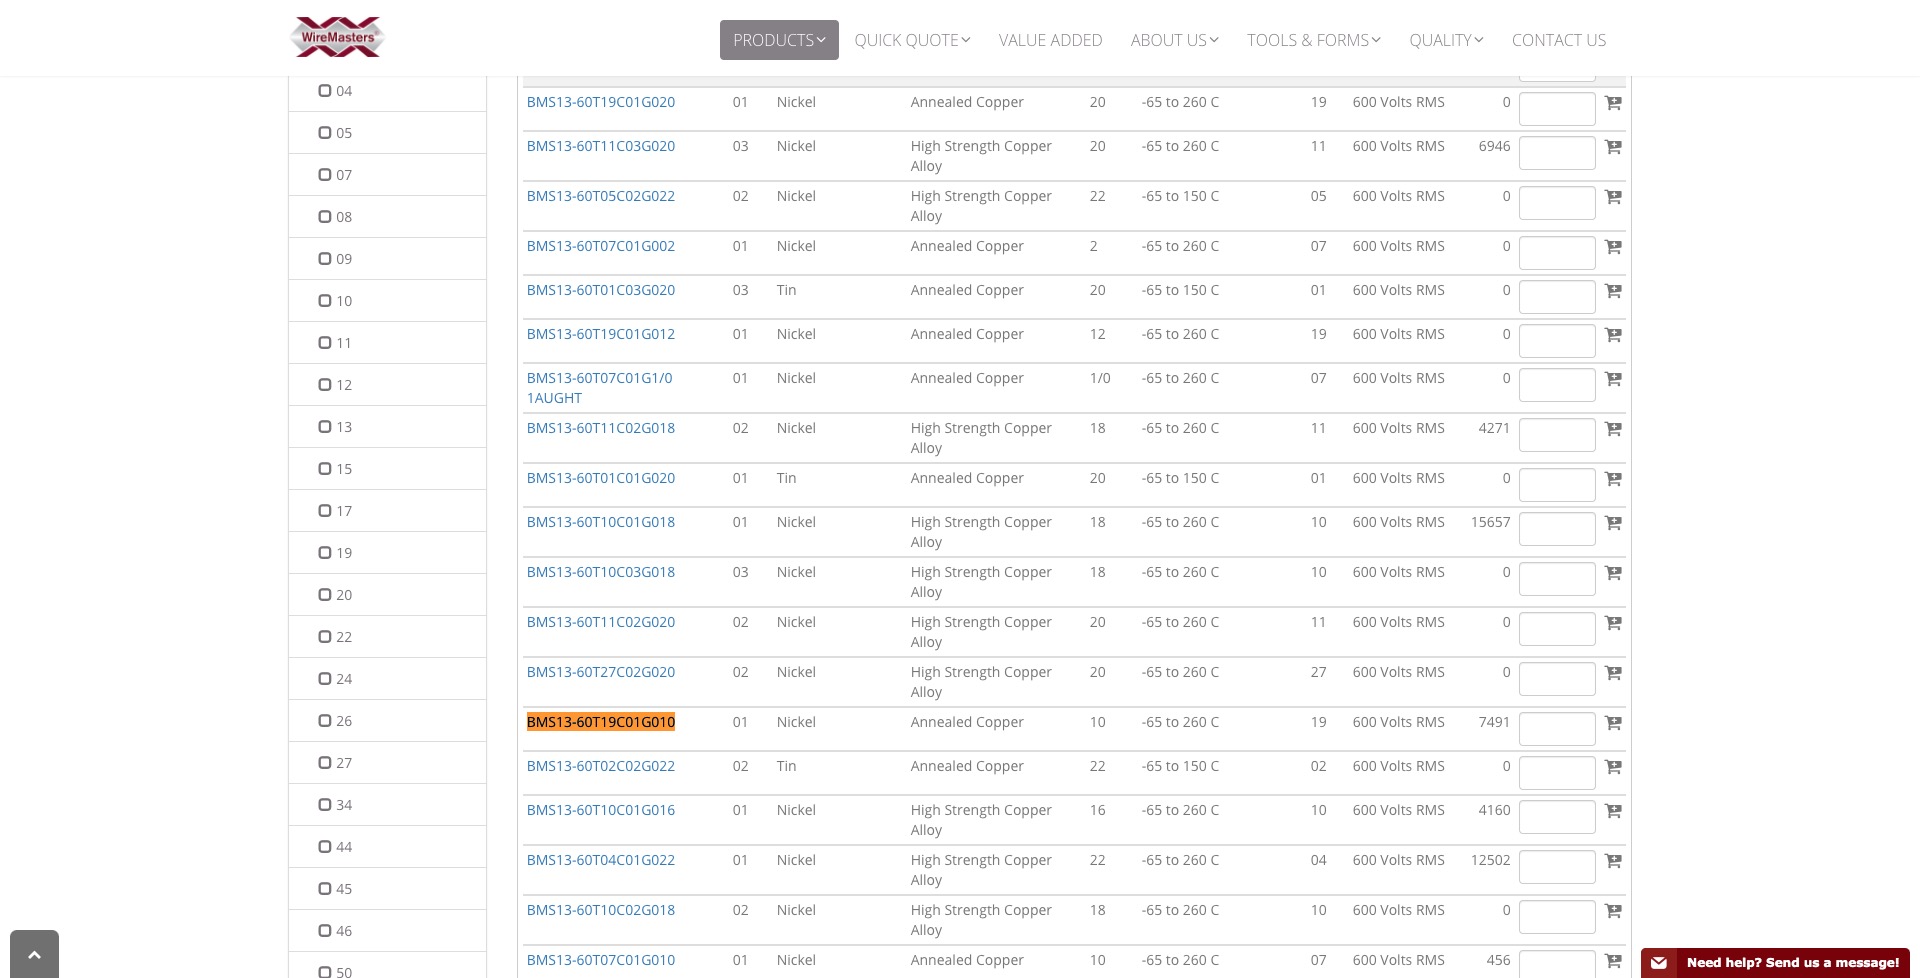 WireMasters
PRODUCTS QUICK QUOTE VALUE ADDED ABOUT US TOOLS & FORMS QUALITY CONTACT US
04
05
07
08
09
10
11
12
13
15
17
19
20
22
24
26
27
34
44
45
46
50
BMS13-60T19C01G020 01 Nickel Annealed Copper 20 -65 to 260 C 19 600 Volts RMS 0
BMS13-60T11C03G020 03 Nickel High Strength Copper 20 -65 to 260 C 11 600 Volts RMS 6946
Alloy
BMS13-60T05C02G022 02 Nickel High Strength Copper 22 -65 to 150 C 05 600 Volts RMS 0
Alloy
BMS13-60T07C01G002 01 Nickel Annealed Copper 2 -65 to 260 C 07 600 Volts RMS 0
BMS13-60T01C03G020 03 Tin Annealed Copper 20 -65 to 150 C 01 600 Volts RMS 0
BMS13-60T19C01G012 01 Nickel Annealed Copper 12 -65 to 260 C 19 600 Volts RMS 0
BMS13-60T07C01G1/0 01 Nickel Annealed Copper 1/0 -65 to 260 C 07 600 Volts RMS 0
1AUGHT
BMS13-60T11C02G018 02 Nickel High Strength Copper 18 -65 to 260 C 11 600 Volts RMS 4271
Alloy
BMS13-60T01C01G020 01 Tin Annealed Copper 20 -65 to 150 C 01 600 Volts RMS 0
BMS13-60T10C01G018 01 Nickel High Strength Copper 18 -65 to 260 C 10 600 Volts RMS 15657
Alloy
BMS13-60T10C03G018 03 Nickel High Strength Copper 18 -65 to 260 C 10 600 Volts RMS 0
Alloy
BMS13-60T11C02G020 02 Nickel High Strength Copper 20 -65 to 260 C 11 600 Volts RMS 0
Alloy
BMS13-60T27C02G020 02 Nickel High Strength Copper 20 -65 to 260 C 27 600 Volts RMS 0
Alloy
BMS13-60T19C01G010 01 Nickel Annealed Copper 10 -65 to 260 C 19 600 Volts RMS 7491
BMS13-60T02C02G022 02 Tin Annealed Copper 22 -65 to 150 C 02 600 Volts RMS 0
BMS13-60T10C01G016 01 Nickel High Strength Copper 16 -65 to 260 C 10 600 Volts RMS 4160
Alloy
BMS13-60T04C01G022 01 Nickel High Strength Copper 22 -65 to 260 C 04 600 Volts RMS 12502
Alloy
BMS13-60T10C02G018 02 Nickel High Strength Copper 18 -65 to 260 C 10 600 Volts RMS 0
Alloy
BMS13-60T07C01G010 01 Nickel Annealed Copper 10 -65 to 260 C 07 600 Volts RMS 456
Need help? Send us a message!